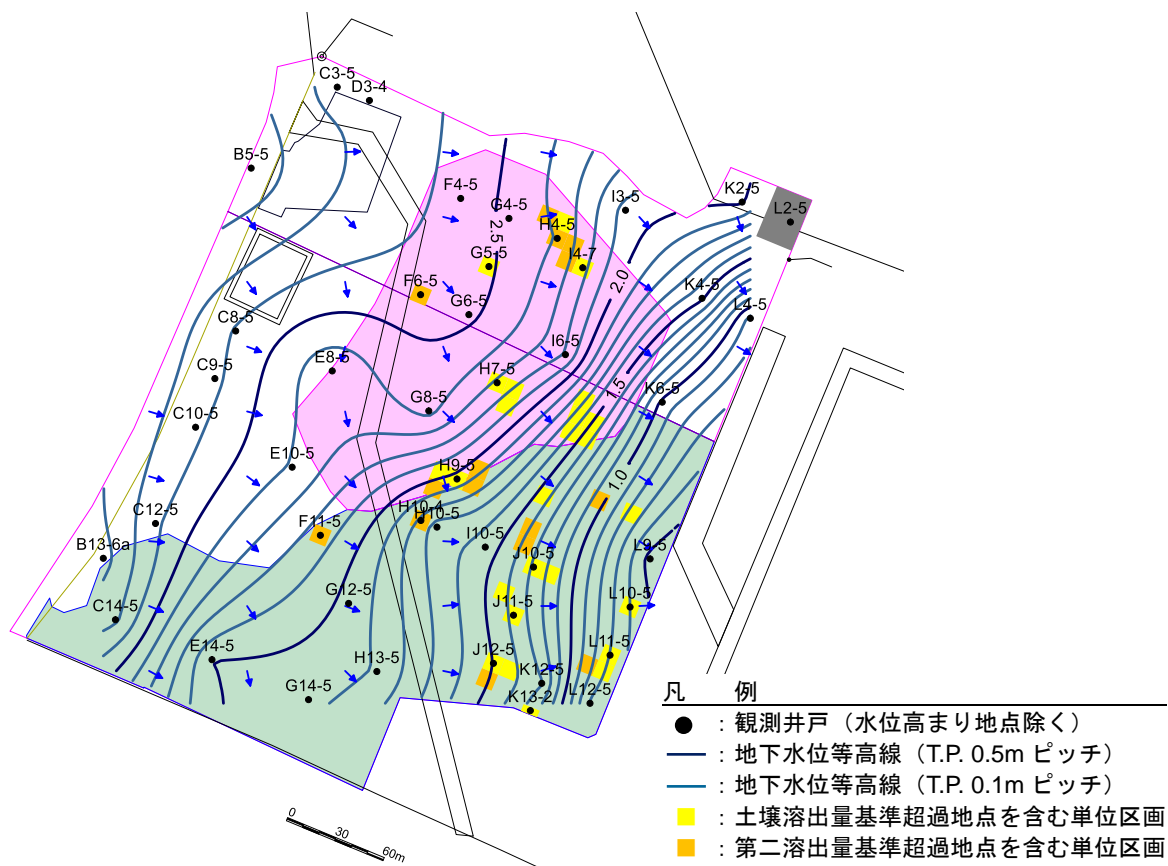 C3-5
D3-4
B5-5
K2-5
F4-5
I3-5
G4-5
L2-5
2.5
H4-5
G5-5
I4-7
F6-5
2.0
K4-5
G6-5
L4-5
C8-5
I6-5
E8-5
C9-5
H7-5
1.5
K6-5
G8-5
C10-5
E10-5
H9-5
1.0
C12-5
F11-5
H10-4
H10-5
I10-5
B13-6a
J10-5
L9-5
C14-5
G12-5
J11-5
L10-5
E14-5
H13-5
J12-5
L11-5
G14-5
K12-5
K13-2
L12-5
0 30 60m
凡 例
：観測井戸（水位高まり地点除く）
：地下水位等高線（T.P. 0.5m ピッチ）
：地下水位等高線（T.P. 0.1m ピッチ）
：土壌溶出量基準超過地点を含む単位区画
：第二溶出量基準超過地点を含む単位区画